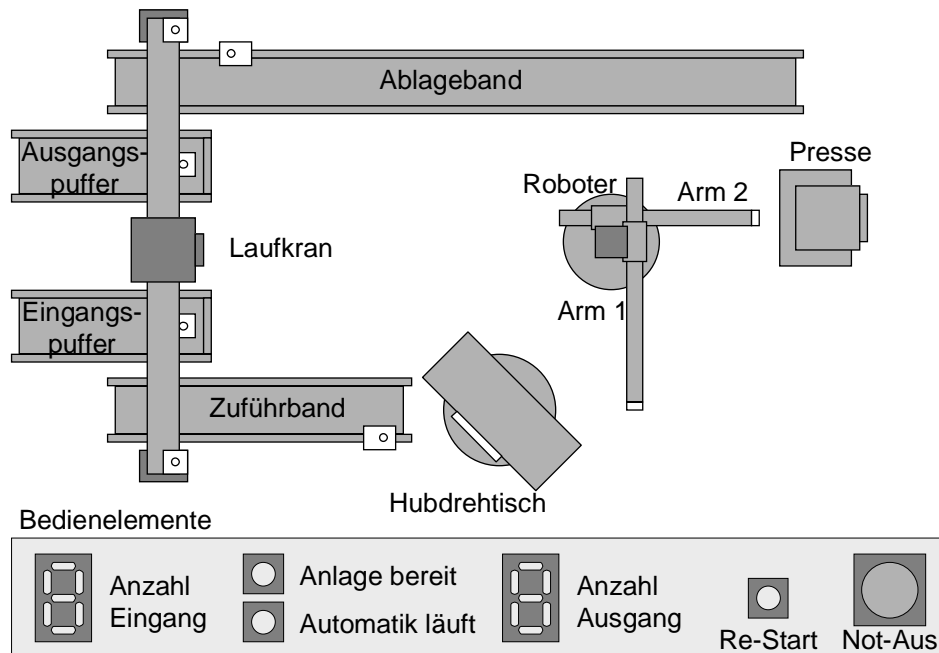 Ablageband
Ausgangs-
puffer
Presse
Roboter
Arm 2
Laufkran
Eingangs-
puffer
Arm 1
Zuführband
Hubdrehtisch
Bedienelemente
Anzahl
Eingang
Anlage bereit
Automatik läuft
Anzahl
Ausgang
Re-Start
Not-Aus